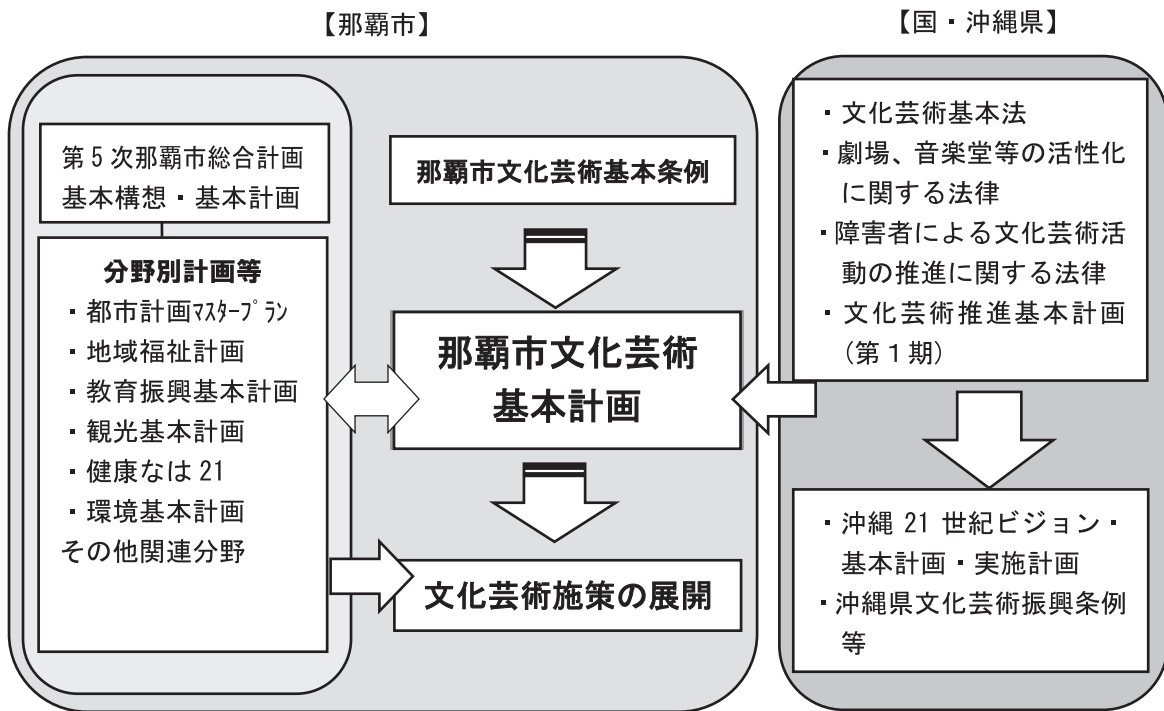 【那覇市】
第5次那覇市総合計画
基本構想・基本計画
分野別計画等
・都市計画ﾏｽﾀｰﾌﾟﾗﾝ
・地域福祉計画
・教育振興基本計画
・観光基本計画
・健康なは21
・環境基本計画
その他関連分野
那覇市文化芸術基本条例
那覇市文化芸術
基本計画
文化芸術施策の展開
【国・沖縄県】
・文化芸術基本法
・劇場、音楽堂等の活性化
に関する法律
・障害者による文化芸術活
動の推進に関する法律
・文化芸術推進基本計画
(第1期)
・沖縄21世紀ビジョン・
基本計画・実施計画
・沖縄県文化芸術振興条例
等